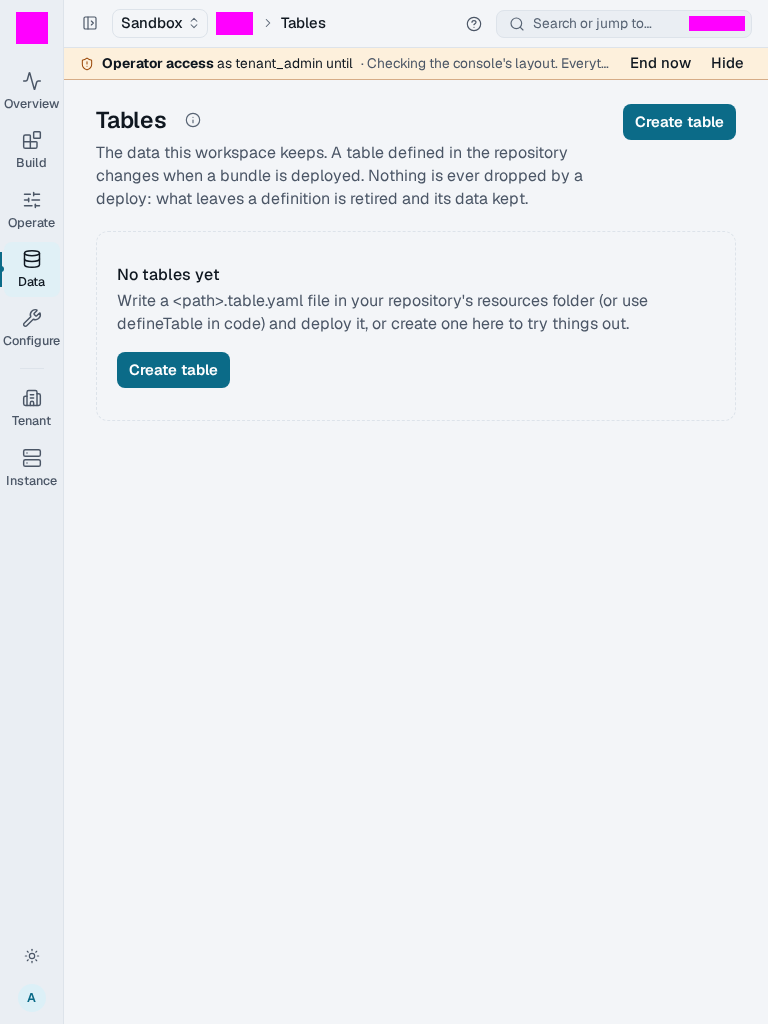 Sandbox
Tables
Search or jump to…
Operator access as tenant_admin until · Checking the console's layout. Everyt…
End now
Hide
Overview
Build
Operate
Data
Configure
Tenant
Instance
A
Tables
Create table
The data this workspace keeps. A table defined in the repository
changes when a bundle is deployed. Nothing is ever dropped by a
deploy: what leaves a definition is retired and its data kept.
No tables yet
Write a <path>.table.yaml file in your repository's resources folder (or use
defineTable in code) and deploy it, or create one here to try things out.
Create table